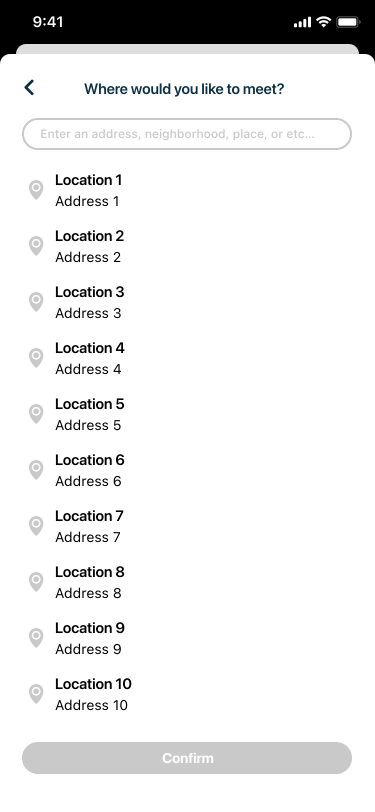 9:41
Where would you like to meet?
Enter an address, neighborhood, place, or etc...
Location 1
Address 1
Location 2
Address 2
Location 3
Address 3
Location 4
Address 4
Location 5
Address 5
Location 6
Address 6
Location 7
Address 7
Location 8
Address 8
Location 9
Address 9
Location 10
Address 10
Confirm